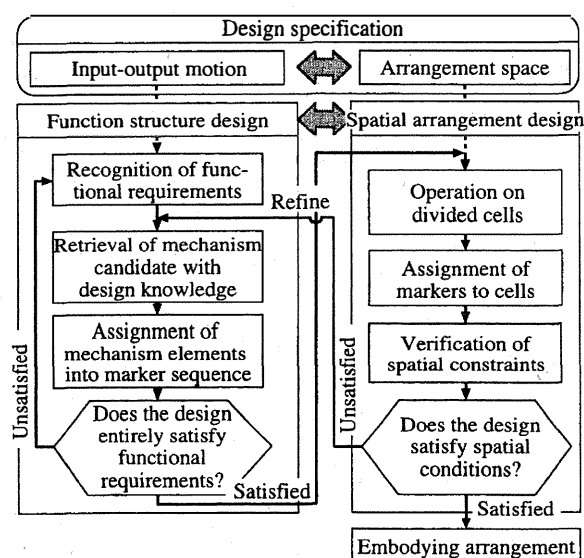 Design specification
Input-output motion
Arrangement space
Function structure design
Spatial arrangement design
Recognition of func-
tional requirements
Refine
Retrieval of mechanism
candidate with
design knowledge
Assignment of
mechanism elements
into marker sequence
Unsatisfied
Does the design
entirely satisfy
functional
requirements?
Satisfied
Operation on
divided cells
Assignment of
markers to cells
Verification of
spatial constraints
Unsatisfied
Does the design
satisfy spatial
conditions?
Satisfied
Embodying arrangement